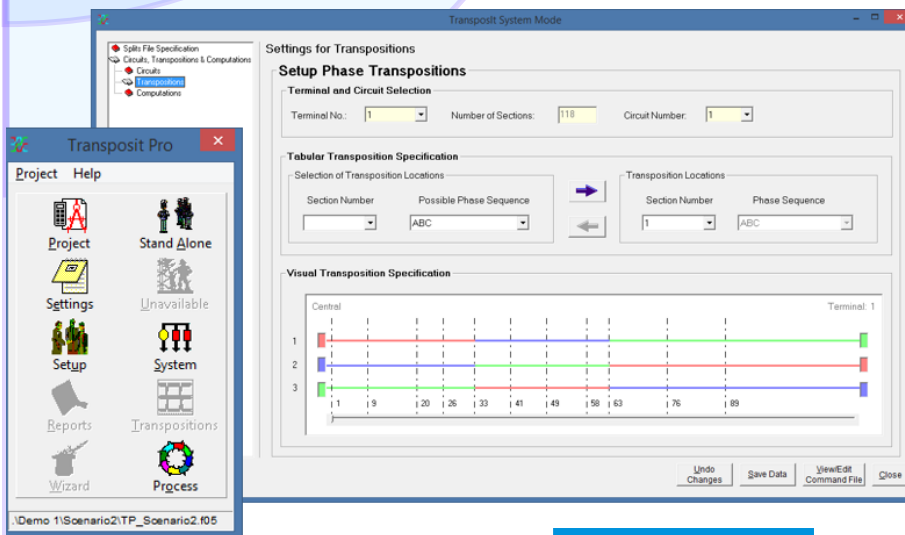 TranspoIt System Mode
Splits File Specification
Circuits, Transpositions & Computations
Circuits
Transpositions
Computations
Settings for Transpositions
Setup Phase Transpositions
Terminal and Circuit Selection
Terminal No.: 1 Number of Sections: 118 Circuit Number: 1
Tabular Transposition Specification
Selection of Transposition Locations
Section Number Possible Phase Sequence
ABC
Transposition Locations
Section Number Phase Sequence
1 ABC
Visual Transposition Specification
Central Terminal: 1
1
2
3
1 9 20 26 33 41 49 58 63 76 89
Undo Changes Save Data View/Edit Command File Close
Transposit Pro
Project Help
Project Stand Alone
Settings Unavailable
Setup System
Reports Transpositions
Wizard Process
.\Demo 1\Scenario2\TP_Scenario2.f05